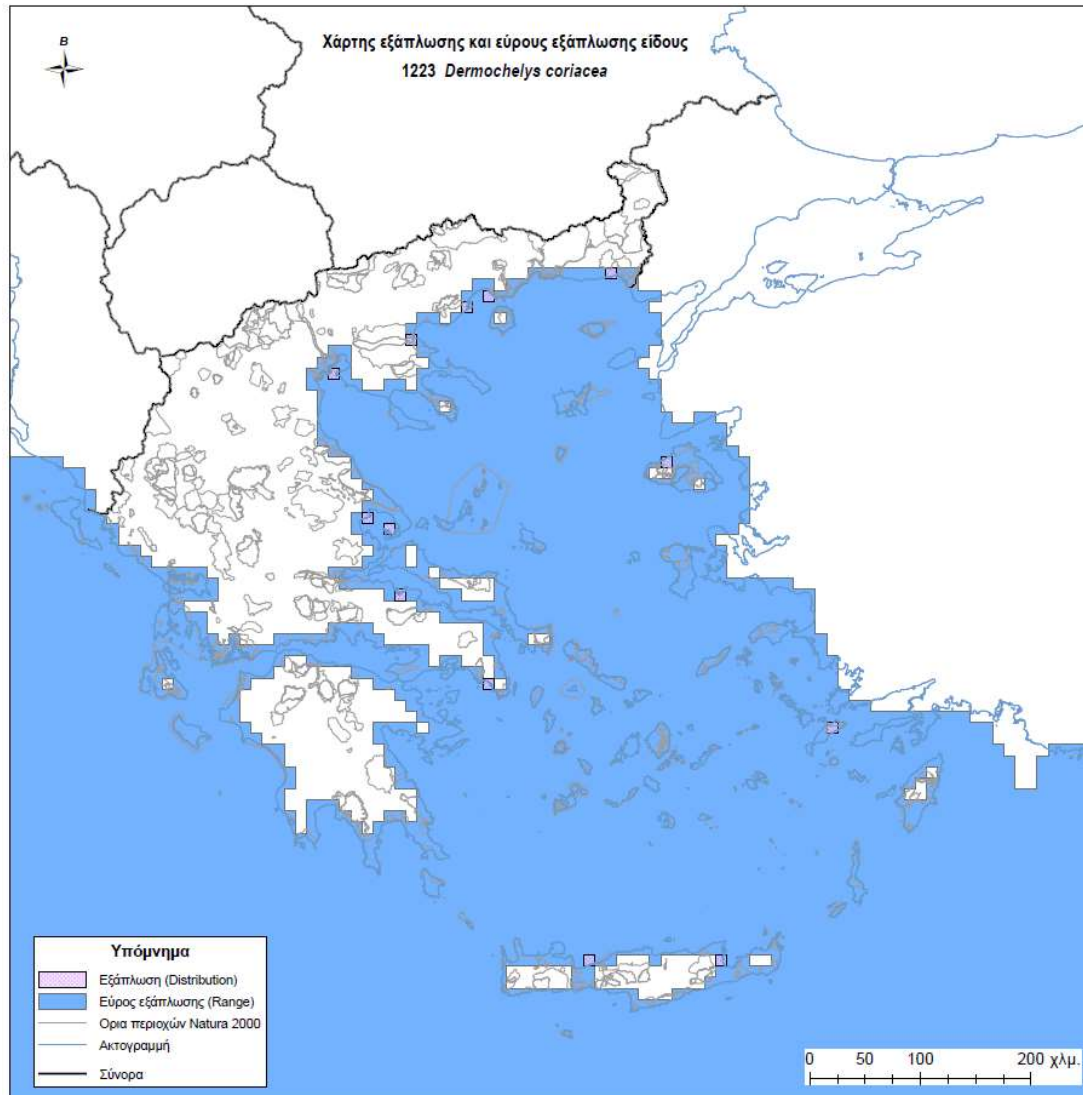 Χάρτης εξάπλωσης και εύρους εξάπλωσης είδους
1223 Dermochelys coriacea
Β
Υπόμνημα
Εξάπλωση (Distribution)
Εύρος εξάπλωσης (Range)
Ορια περιοχών Natura 2000
Ακτογραμμή
Σύνορα
0 50 100 200 χλμ.